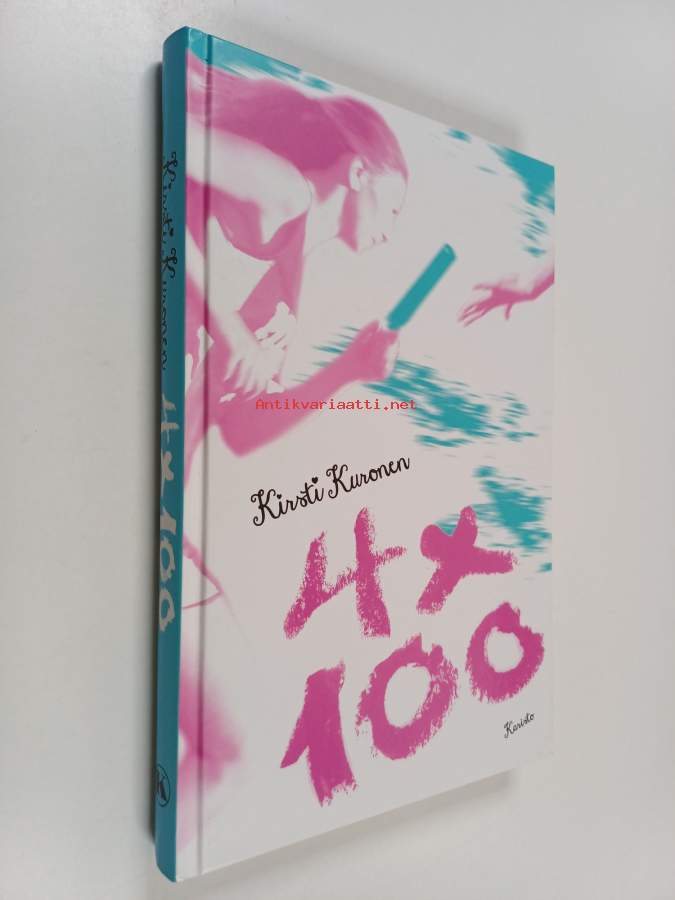 Kirsti Kuronen 4x100
Antikvariaatti.net
Kirsti Kuronen
4x
100
Karisto